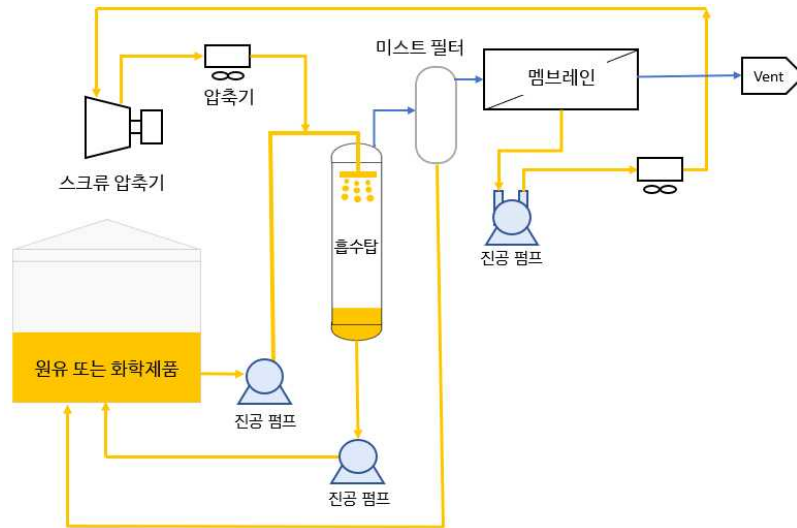 미스트 필터
멤브레인
Vent
압축기
스크류 압축기
흡수탑
진공 펌프
원유 또는 화학제품
진공 펌프
진공 펌프